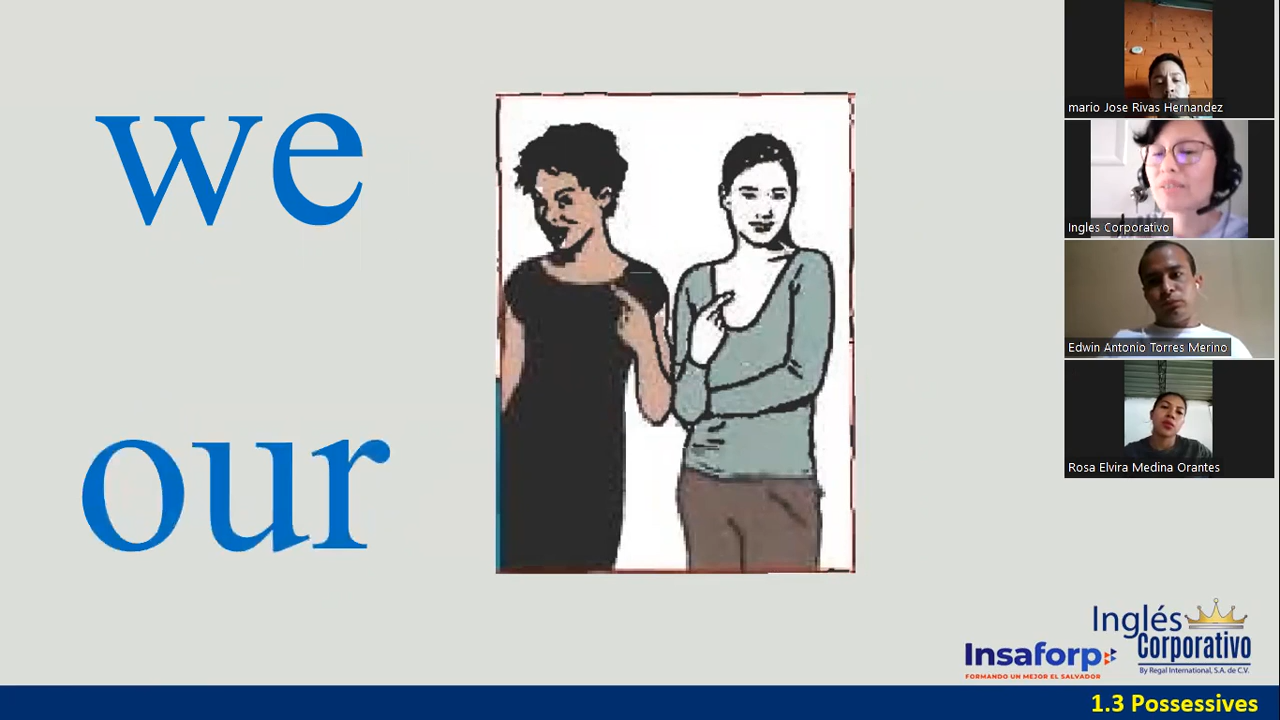 we
our
mario Jose Rivas Hernandez
Ingles Corporativo
Edwin Antonio Torres Merino
Rosa Elvira Medina Orantes
Insaforp
FORMANDO UN MEJOR EL SALVADOR
Inglés
Corporativo
By Regal International, S.A. de C.V.
1.3 Possessives